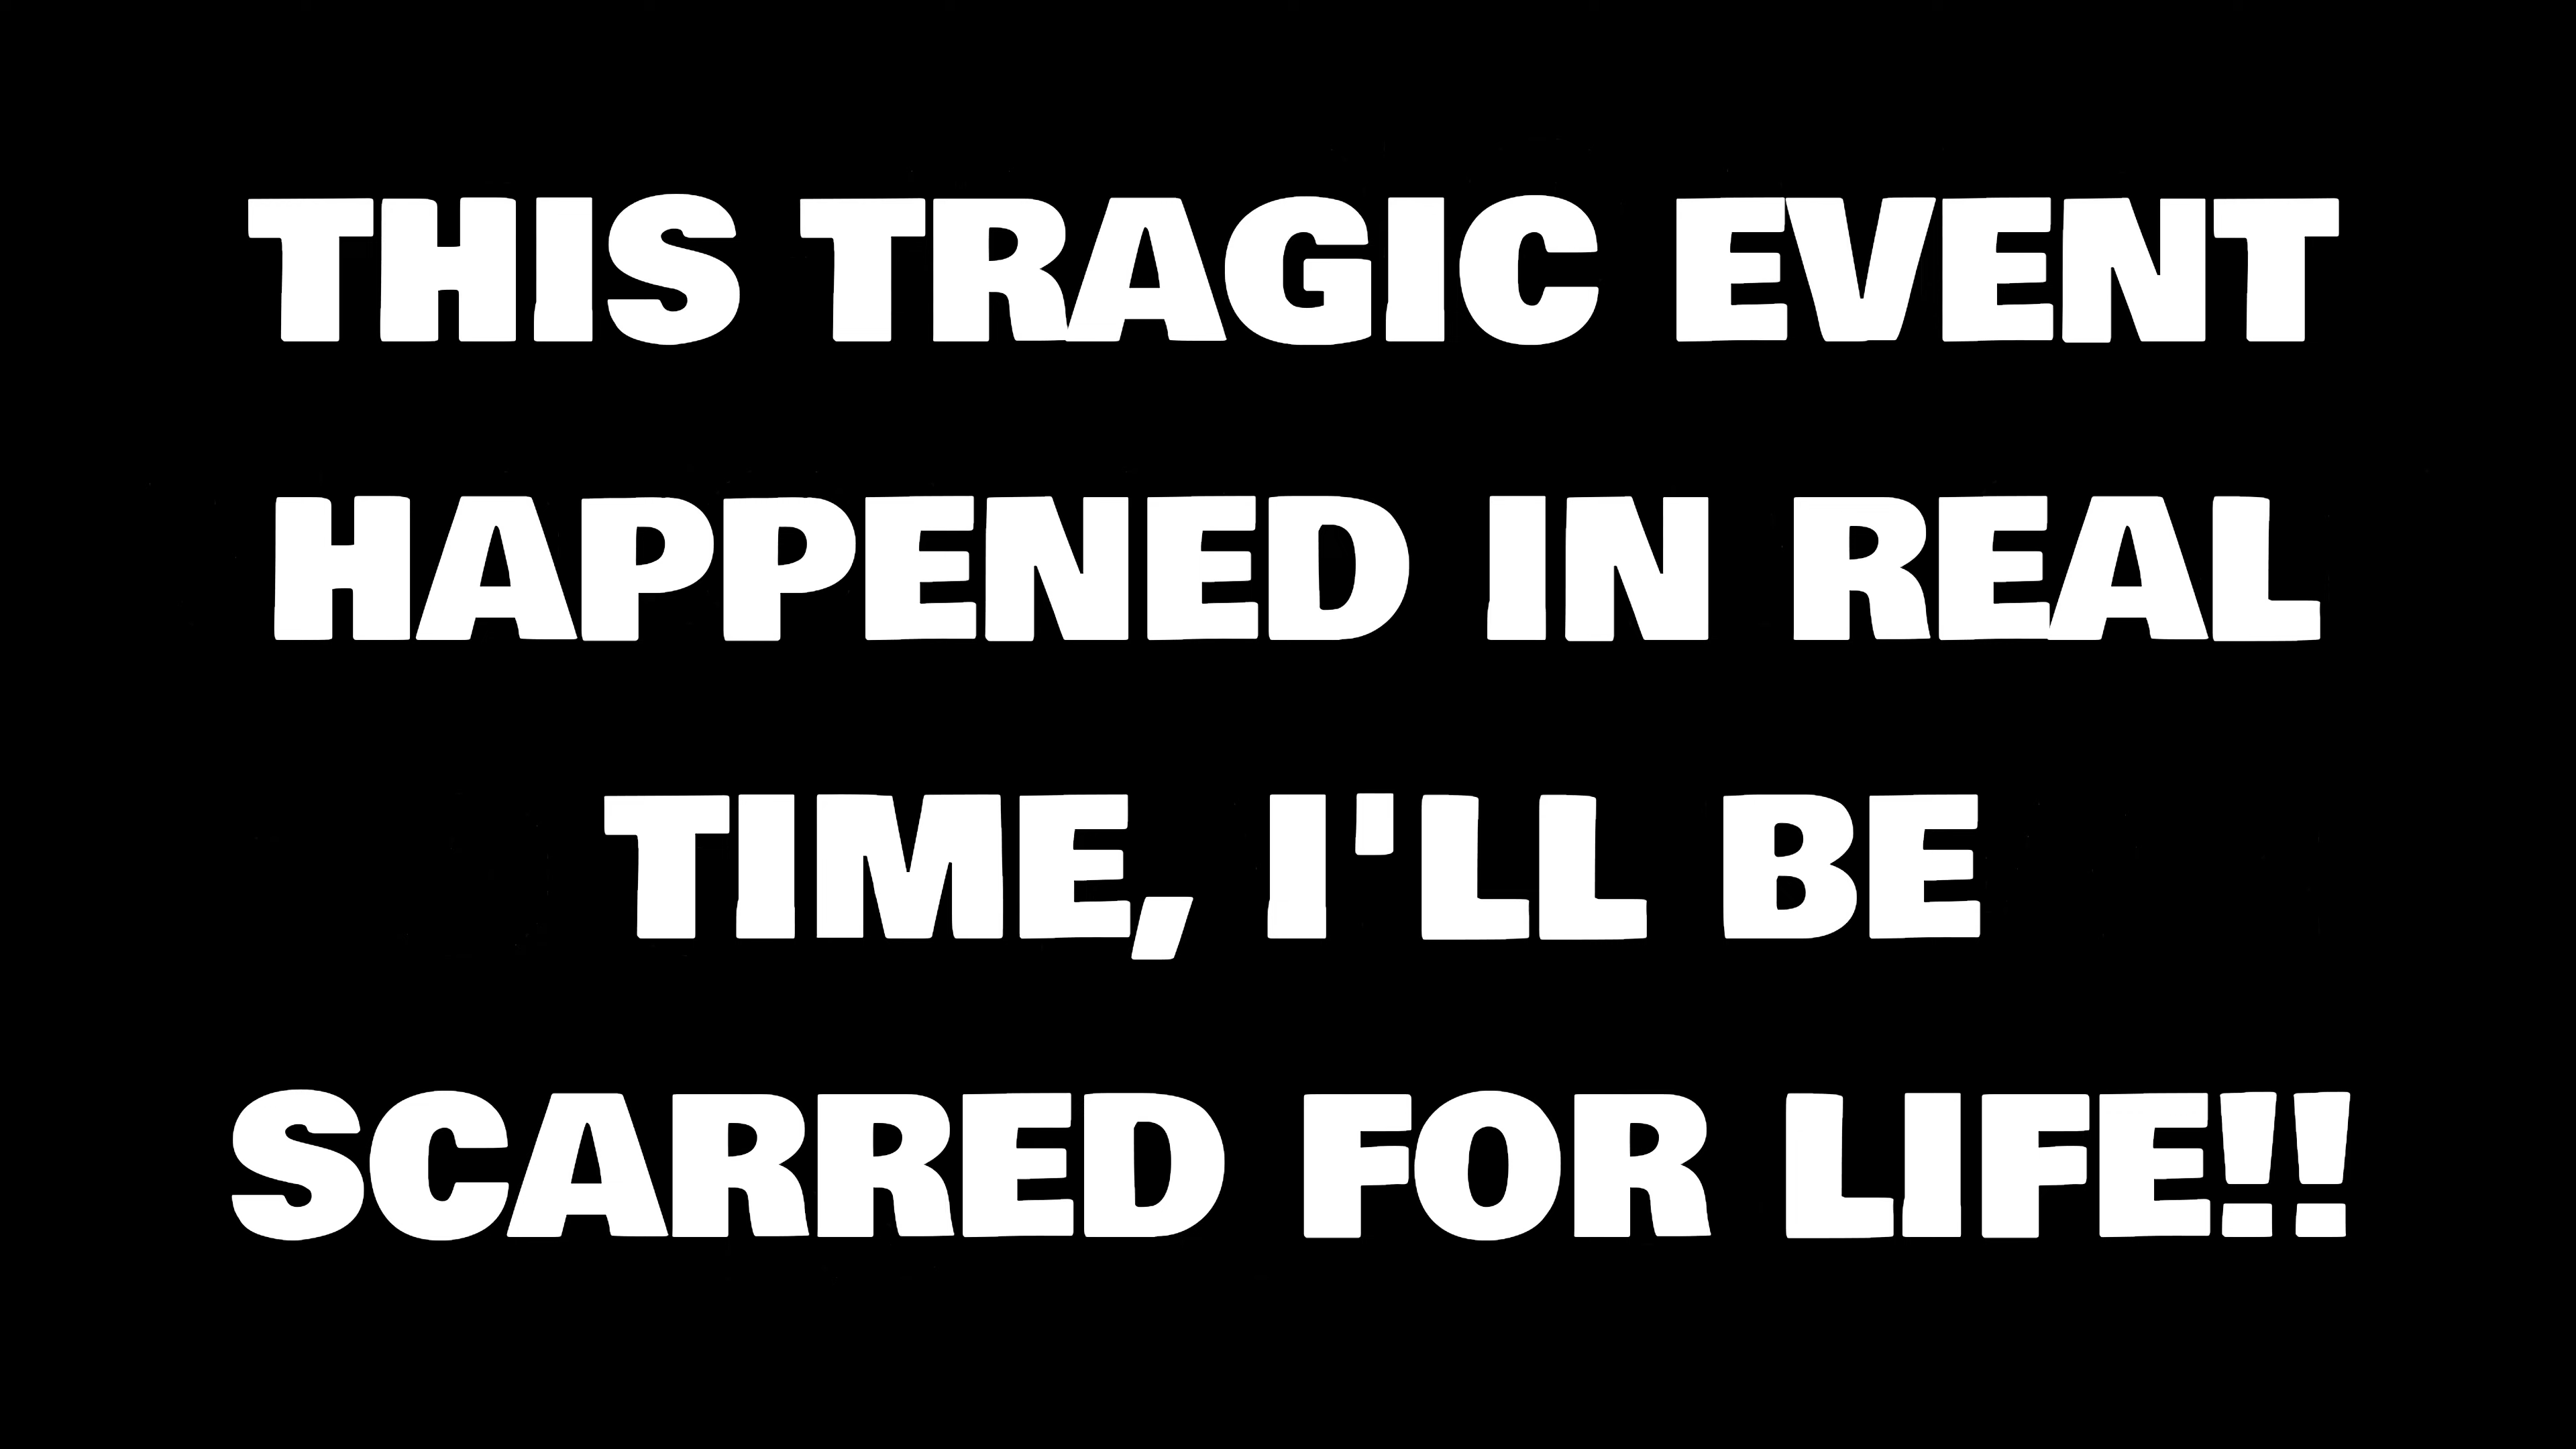 THIS TRAGIC EVENT
HAPPENED IN REAL
TIME, I'LL BE
SCARRED FOR LIFE!!